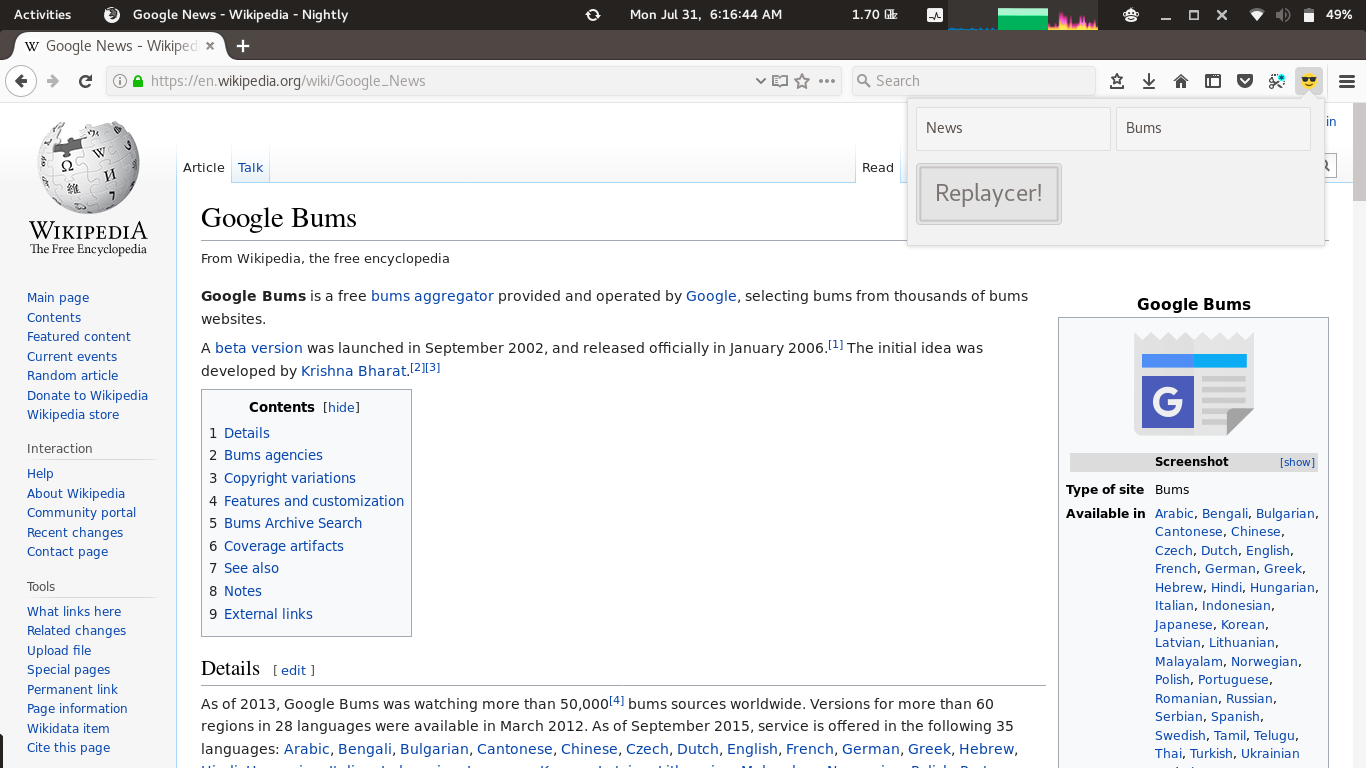 Activities Google News - Wikipedia - Nightly Mon Jul 31, 6:16:44 AM 1.70 49%
Google News - Wikiped
https://en.wikipedia.org/wiki/Google_News Search
News Bums
in
Replaycer!
WIKIPEDIA
The Free Encyclopedia
Main page
Contents
Featured content
Current events
Random article
Donate to Wikipedia
Wikipedia store
Interaction
Help
About Wikipedia
Community portal
Recent changes
Contact page
Tools
What links here
Related changes
Upload file
Special pages
Permanent link
Page information
Wikidata item
Cite this page
Article Talk Read
Google Bums
From Wikipedia, the free encyclopedia
Google Bums is a free bums aggregator provided and operated by Google, selecting bums from thousands of bums
websites.
A beta version was launched in September 2002, and released officially in January 2006.[1] The initial idea was
developed by Krishna Bharat.[2][3]
Contents [hide]
1 Details
2 Bums agencies
3 Copyright variations
4 Features and customization
5 Bums Archive Search
6 Coverage artifacts
7 See also
8 Notes
9 External links
Details [ edit ]
As of 2013, Google Bums was watching more than 50,000[4] bums sources worldwide. Versions for more than 60
regions in 28 languages were available in March 2012. As of September 2015, service is offered in the following 35
languages: Arabic, Bengali, Bulgarian, Cantonese, Chinese, Czech, Dutch, English, French, German, Greek, Hebrew,
Google Bums
G
Screenshot [show]
Type of site Bums
Available in Arabic, Bengali, Bulgarian,
Cantonese, Chinese,
Czech, Dutch, English,
French, German, Greek,
Hebrew, Hindi, Hungarian,
Italian, Indonesian,
Japanese, Korean,
Latvian, Lithuanian,
Malayalam, Norwegian,
Polish, Portuguese,
Romanian, Russian,
Serbian, Spanish,
Swedish, Tamil, Telugu,
Thai, Turkish, Ukrainian